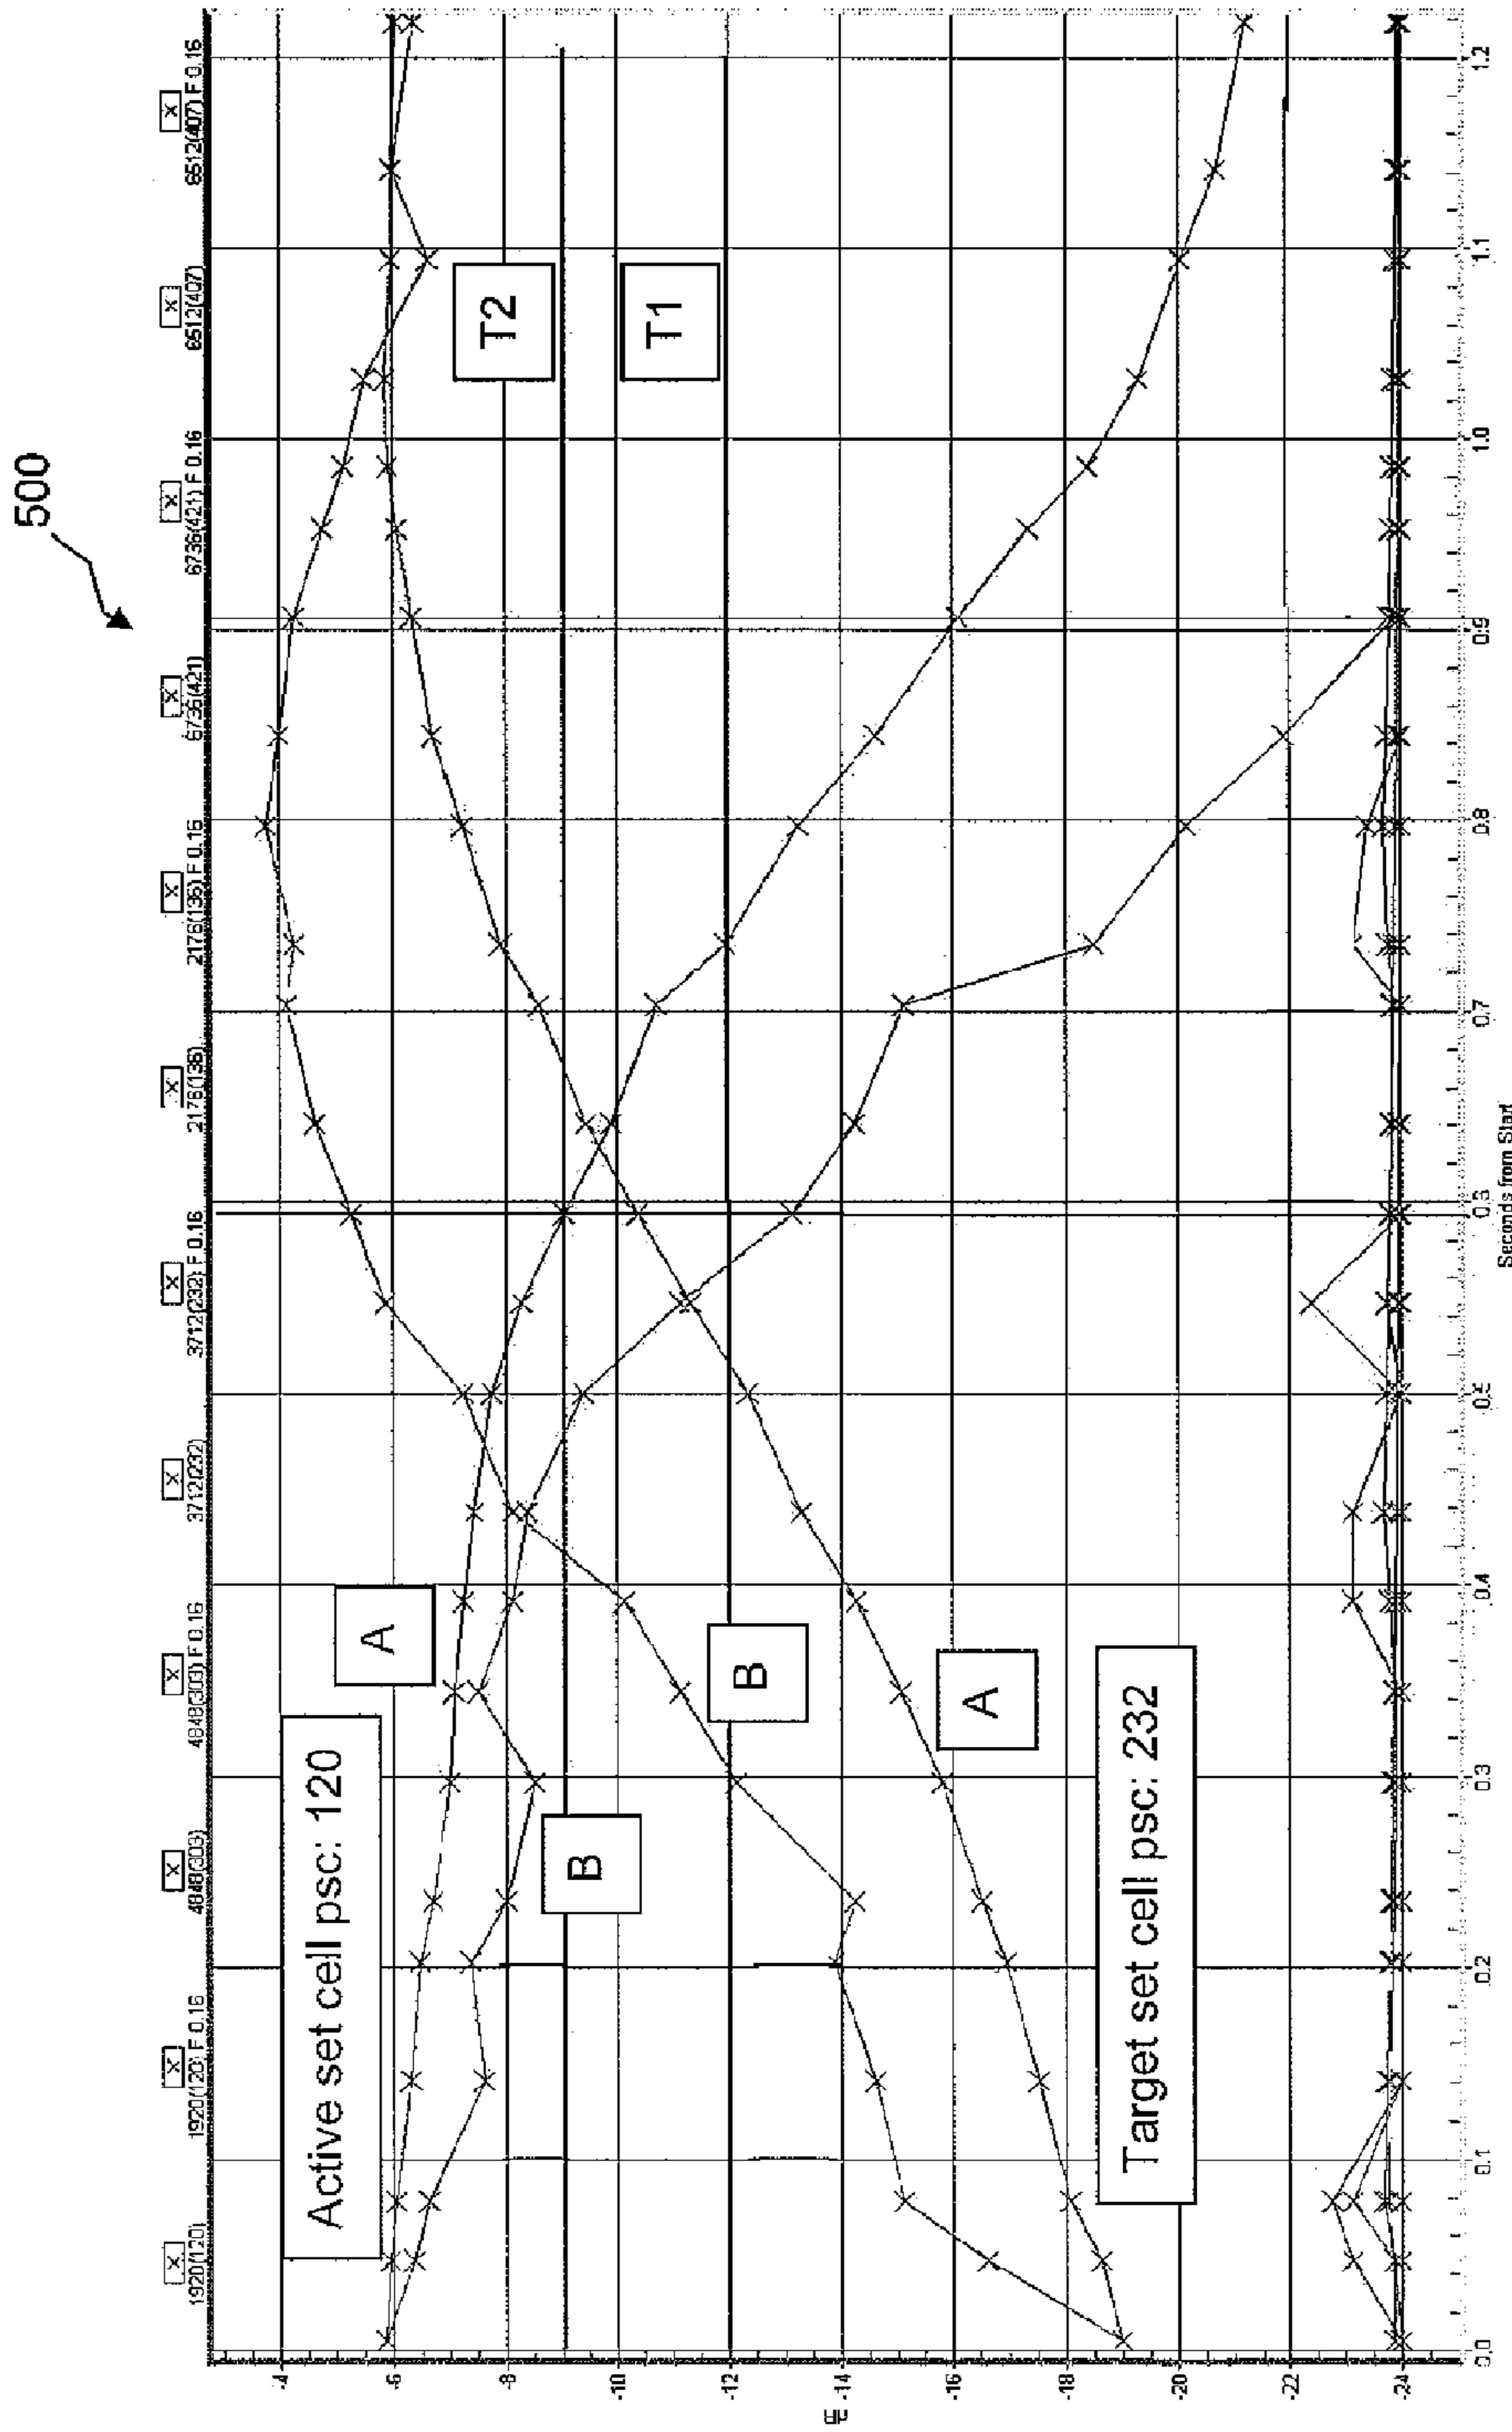 500
1920(120)
1920(120) F 0.16
4848(303)
4848(303) F 0.16
3712(232)
3712(232) F 0.16
2176(136)
2176(136) F 0.16
6736(421)
6736(421) F 0.16
6512(407)
6512(407) F 0.16
Active set cell psc: 120
A
B
B
A
Target set cell psc: 232
T2
T1
-4
-6
-8
-10
-12
-14
-16
-18
-20
-22
-24
0.0
0.1
0.2
0.3
0.4
0.5
0.7
0.8
0.9
1.0
1.1
1.2
Seconds from Start